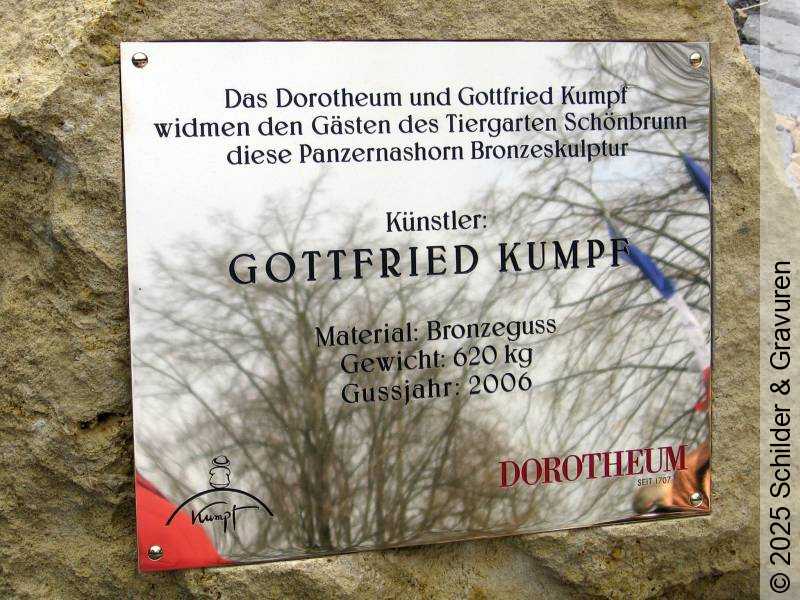 Das Dorotheum und Gottfried Kumpf
widmen den Gästen des Tiergarten Schönbrunn
diese Panzernashorn Bronzeskulptur
Künstler:
GOTTFRIED KUMPF
Material: Bronzeguss
Gewicht: 620 kg
Gussjahr: 2006
Kumpf
DOROTHEUM
SEIT 1707
© 2025 Schilder & Gravuren